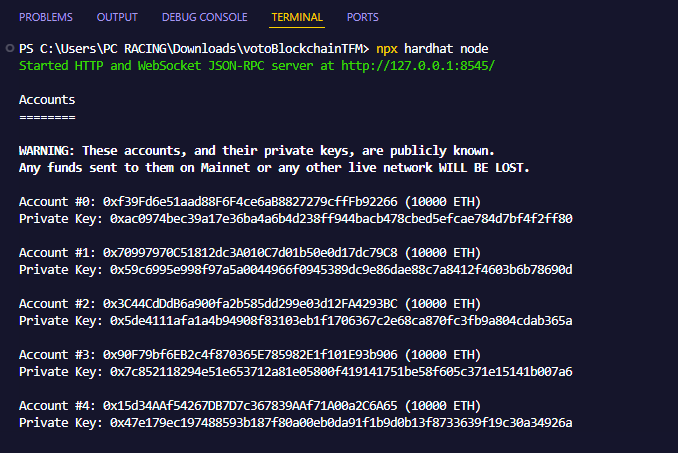 PROBLEMS OUTPUT DEBUG CONSOLE TERMINAL PORTS
PS C:\Users\PC RACING\Downloads\votoBlockchainTFM> npx hardhat node
Started HTTP and WebSocket JSON-RPC server at http://127.0.0.1:8545/
Accounts
========
WARNING: These accounts, and their private keys, are publicly known.
Any funds sent to them on Mainnet or any other live network WILL BE LOST.
Account #0: 0xf39Fd6e51aad88F6F4ce6aB8827279cffFb92266 (10000 ETH)
Private Key: 0xac0974bec39a17e36ba4a6b4d238ff944bacb478cbed5efcae784d7bf4f2ff80
Account #1: 0x70997970C51812dc3A010C7d01b50e0d17dc79C8 (10000 ETH)
Private Key: 0x59c6995e998f97a5a0044966f0945389dc9e86dae88c7a8412f4603b6b78690d
Account #2: 0x3C44CdDdB6a900fa2b585dd299e03d12FA4293BC (10000 ETH)
Private Key: 0x5de4111afa1a4b94908f83103eb1f1706367c2e68ca870fc3fb9a804cdab365a
Account #3: 0x90F79bf6EB2c4f870365E785982E1f101E93b906 (10000 ETH)
Private Key: 0x7c852118294e51e653712a81e05800f419141751be58f605c371e15141b007a6
Account #4: 0x15d34AAf54267DB7D7c367839AAf71A00a2C6A65 (10000 ETH)
Private Key: 0x47e179ec197488593b187f80a00eb0da91f1b9d0b13f8733639f19c30a34926a